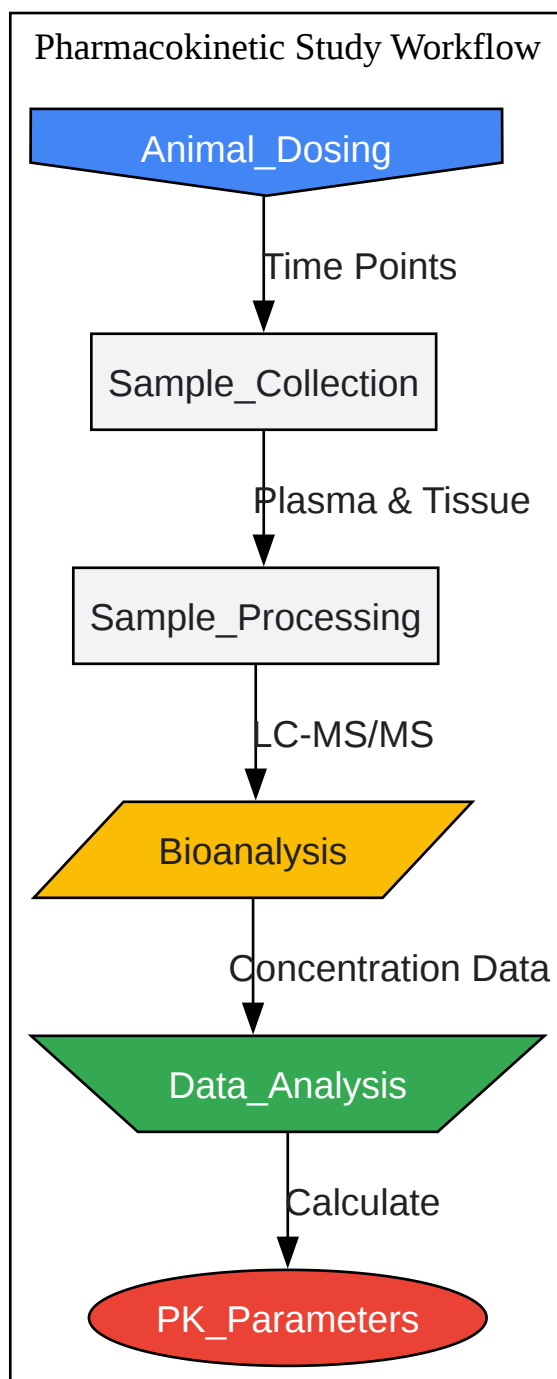 Pharmacokinetic Study Workflow
Animal_Dosing
Time Points
Sample_Collection
Plasma & Tissue
Sample_Processing
LC-MS/MS
Bioanalysis
Concentration Data
Data_Analysis
Calculate
PK_Parameters